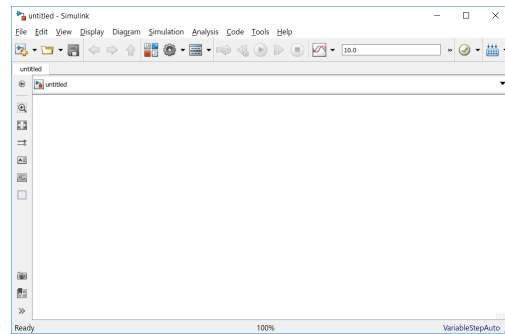 untitled - Simulink
File Edit View Display Diagram Simulation Analysis Code Tools Help
10.0 »
untitled
untitled
A
»
Ready 100% VariableStepAuto